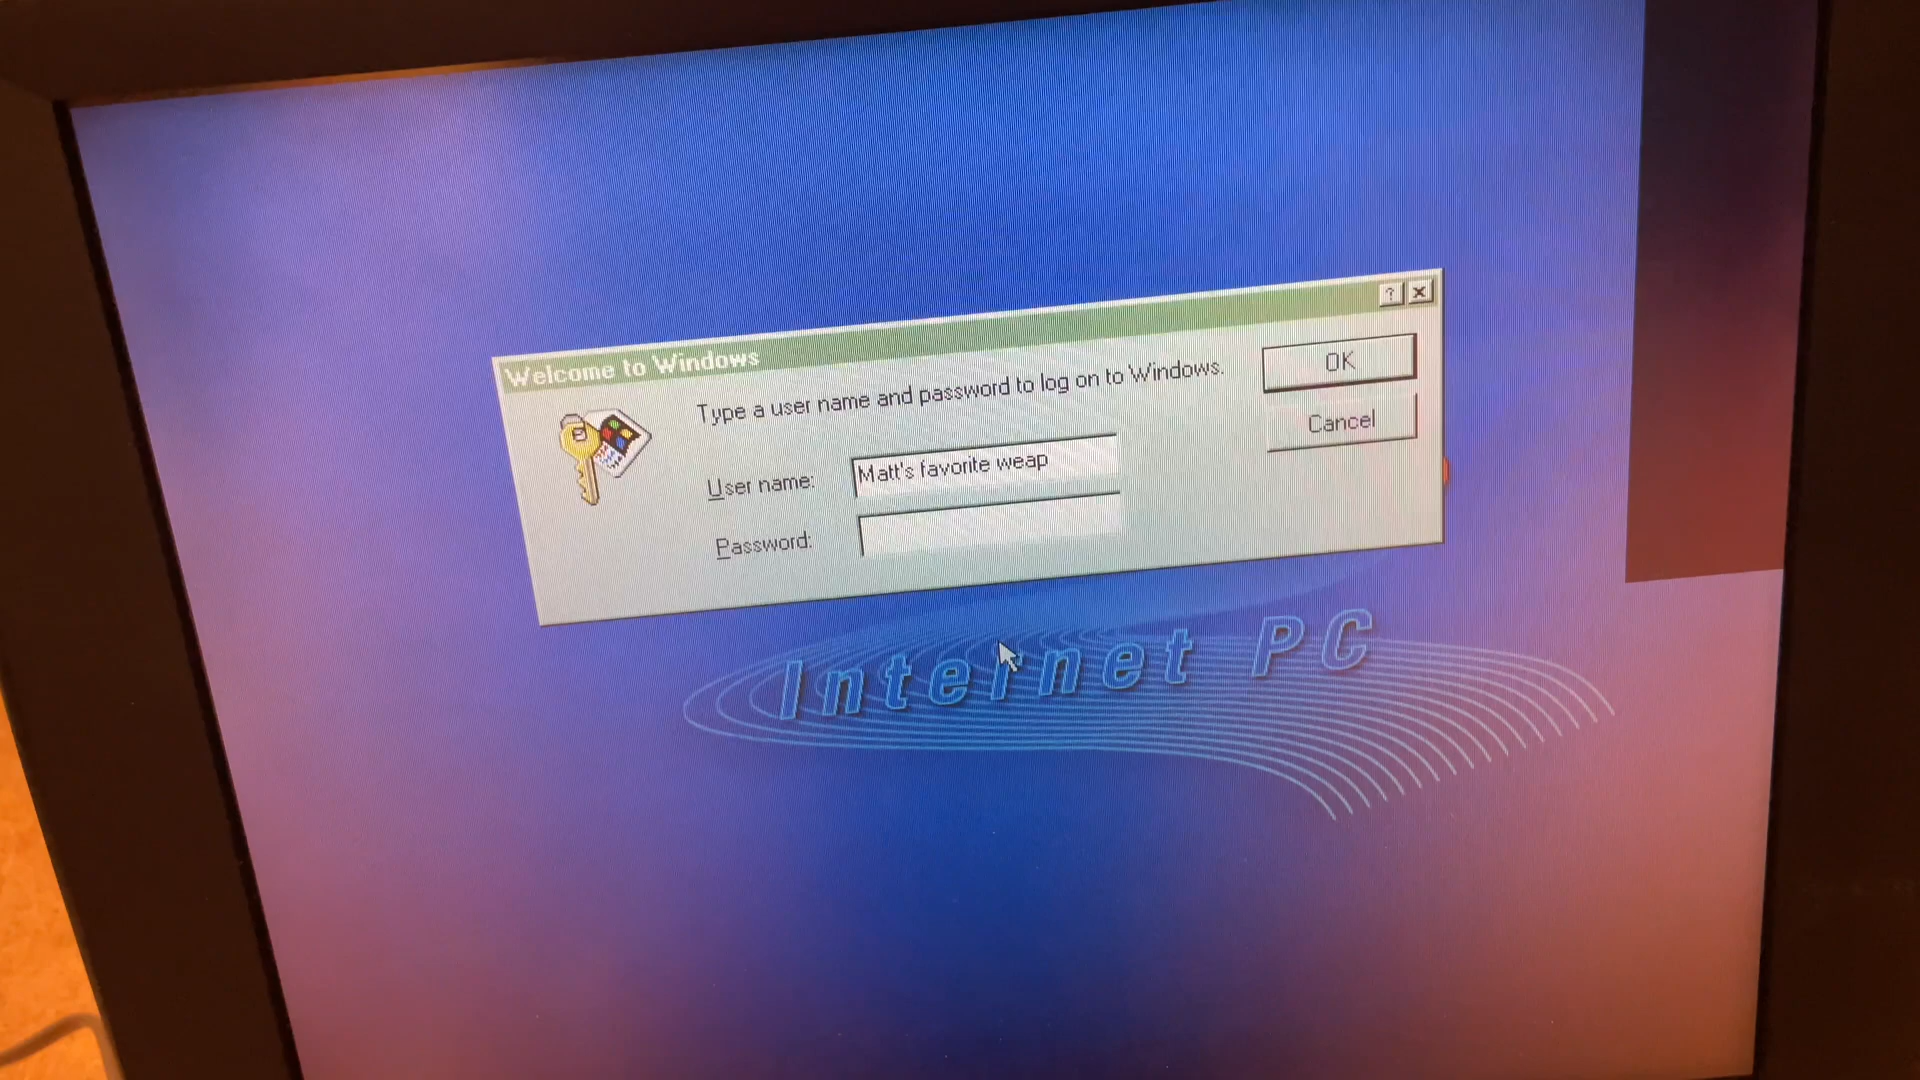 Welcome to Windows
Type a user name and password to log on to Windows.
OK
Cancel
User name: Matt's favorite weap
Password:
Internet PC